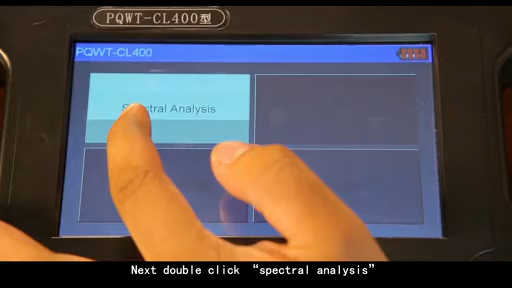 PQWT-CL400型
PQWT-CL400
Spectral Analysis
Next double click “spectral analysis”